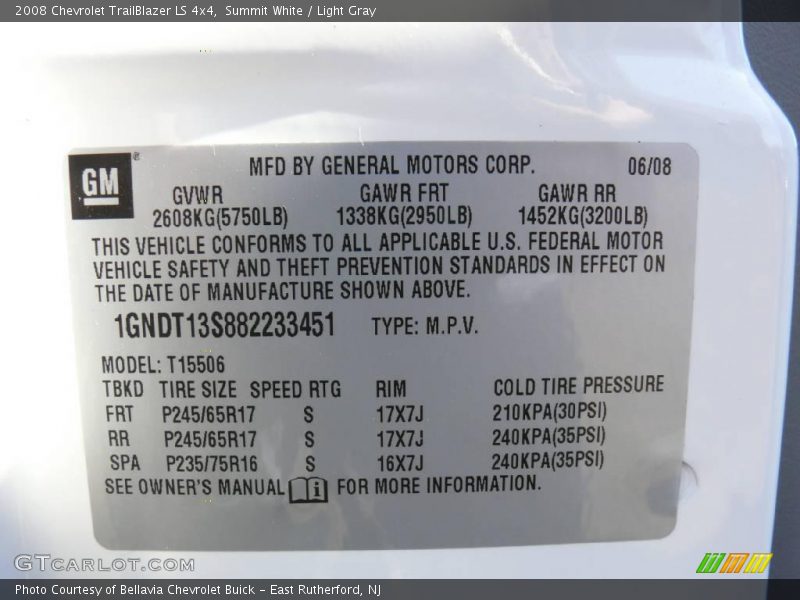 2008 Chevrolet TrailBlazer LS 4x4,  Summit White / Light Gray
GM ®
MFD BY GENERAL MOTORS CORP. 06/08
GVWR GAWR FRT GAWR RR
2608KG(5750LB) 1338KG(2950LB) 1452KG(3200LB)
THIS VEHICLE CONFORMS TO ALL APPLICABLE U.S. FEDERAL MOTOR
VEHICLE SAFETY AND THEFT PREVENTION STANDARDS IN EFFECT ON
THE DATE OF MANUFACTURE SHOWN ABOVE.
1GNDT13S882233451 TYPE: M.P.V.
MODEL: T15506
TBKD TIRE SIZE SPEED RTG RIM COLD TIRE PRESSURE
FRT P245/65R17 S 17X7J 210KPA(30PSI)
RR P245/65R17 S 17X7J 240KPA(35PSI)
SPA P235/75R16 S 16X7J 240KPA(35PSI)
SEE OWNER'S MANUAL i FOR MORE INFORMATION.
GTCARLOT.COM
Photo Courtesy of Bellavia Chevrolet Buick - East Rutherford, NJ